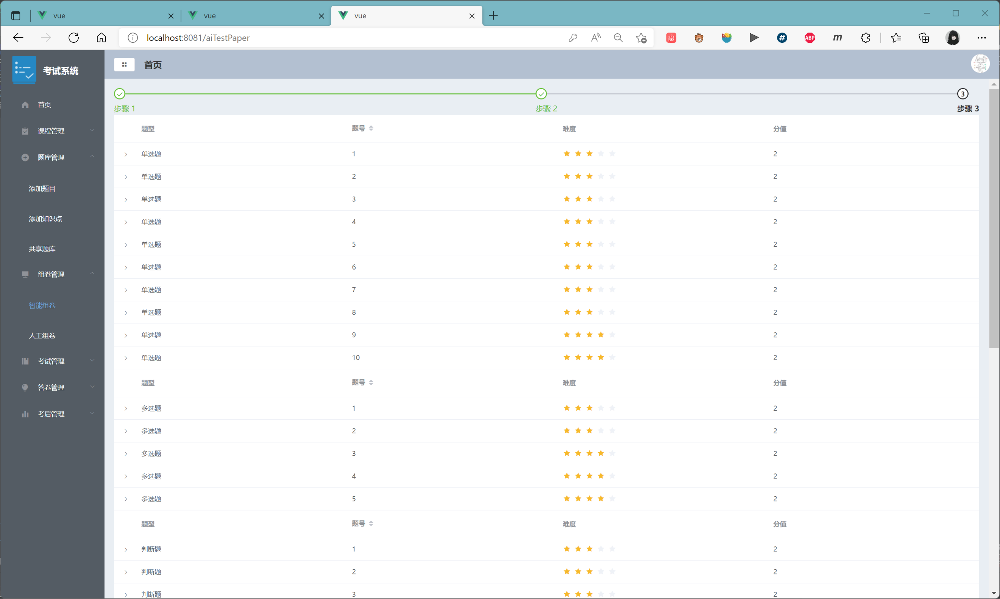 vue
vue
vue
localhost:8081/aiTestPaper
惠
ABP
m
考试系统
首页
首页
课程管理
题库管理
添加题目
添加知识点
共享题库
组卷管理
智能组卷
人工组卷
考试管理
答卷管理
考后管理
3
步骤 1
步骤 2
步骤 3
题型 题号 难度 分值
单选题 1 2
单选题 2 2
单选题 3 2
单选题 4 2
单选题 5 2
单选题 6 2
单选题 7 2
单选题 8 2
单选题 9 2
单选题 10 2
题型 题号 难度 分值
多选题 1 2
多选题 2 2
多选题 3 2
多选题 4 2
多选题 5 2
题型 题号 难度 分值
判断题 1 2
判断题 2 2
判断题 3 2